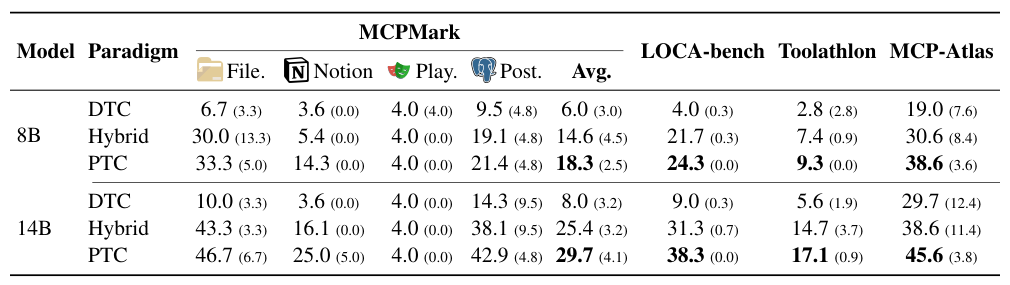 MCPMark
Model Paradigm LOCA-bench Toolathlon MCP-Atlas
File. Notion Play. Post. Avg.
DTC 6.7 (3.3) 3.6 (0.0) 4.0 (4.0) 9.5 (4.8) 6.0 (3.0) 4.0 (0.3) 2.8 (2.8) 19.0 (7.6)
8B Hybrid 30.0 (13.3) 5.4 (0.0) 4.0 (0.0) 19.1 (4.8) 14.6 (4.5) 21.7 (0.3) 7.4 (0.9) 30.6 (8.4)
PTC 33.3 (5.0) 14.3 (0.0) 4.0 (0.0) 21.4 (4.8) 18.3 (2.5) 24.3 (0.0) 9.3 (0.0) 38.6 (3.6)
DTC 10.0 (3.3) 3.6 (0.0) 4.0 (0.0) 14.3 (9.5) 8.0 (3.2) 9.0 (0.3) 5.6 (1.9) 29.7 (12.4)
14B Hybrid 43.3 (3.3) 16.1 (0.0) 4.0 (0.0) 38.1 (9.5) 25.4 (3.2) 31.3 (0.7) 14.7 (3.7) 38.6 (11.4)
PTC 46.7 (6.7) 25.0 (5.0) 4.0 (0.0) 42.9 (4.8) 29.7 (4.1) 38.3 (0.0) 17.1 (0.9) 45.6 (3.8)